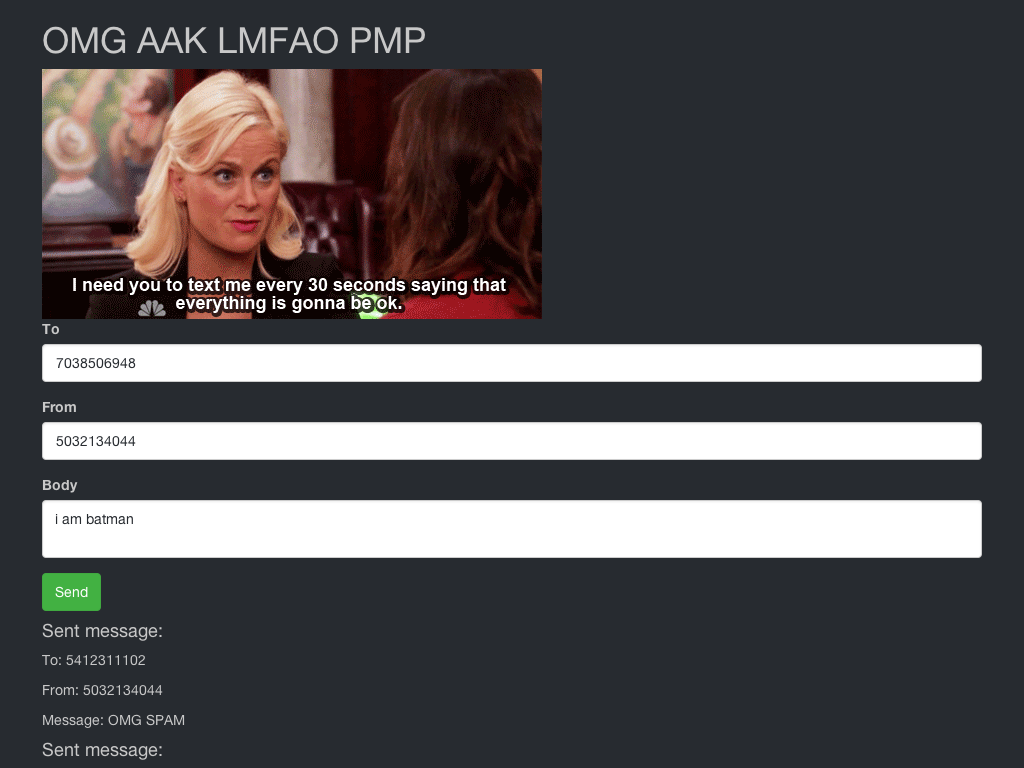 OMG AAK LMFAO PMP
I need you to text me every 30 seconds saying that
everything is gonna be ok.
To
7038506948
From
5032134044
Body
i am batman
Send
Sent message:
To: 5412311102
From: 5032134044
Message: OMG SPAM
Sent message: